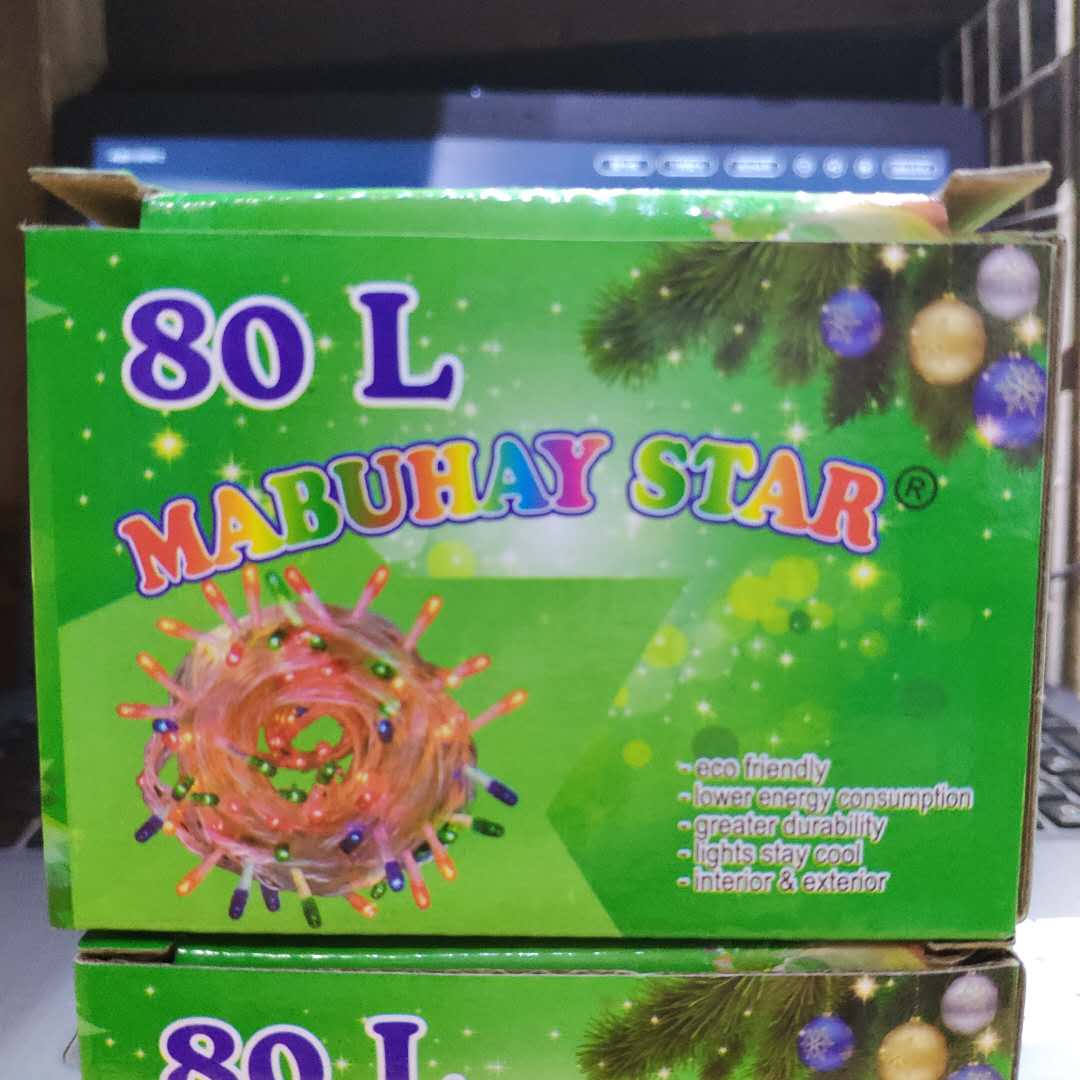 80 L
MABUHAY STAR®
- eco friendly
- lower energy consumption
- greater durability
- lights stay cool
- interior & exterior
80 L